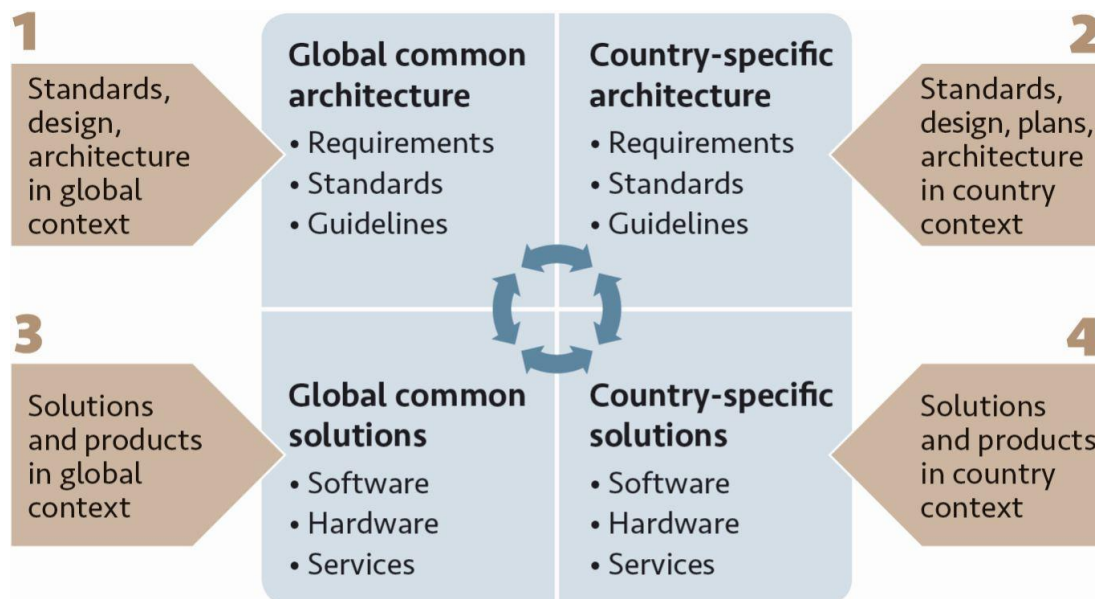 1
Standards,
design,
architecture
in global
context
Global common
architecture
• Requirements
• Standards
• Guidelines
Country-specific
architecture
• Requirements
• Standards
• Guidelines
2
Standards,
design, plans,
architecture
in country
context
3
Solutions
and products
in global
context
Global common
solutions
• Software
• Hardware
• Services
Country-specific
solutions
• Software
• Hardware
• Services
4
Solutions
and products
in country
context